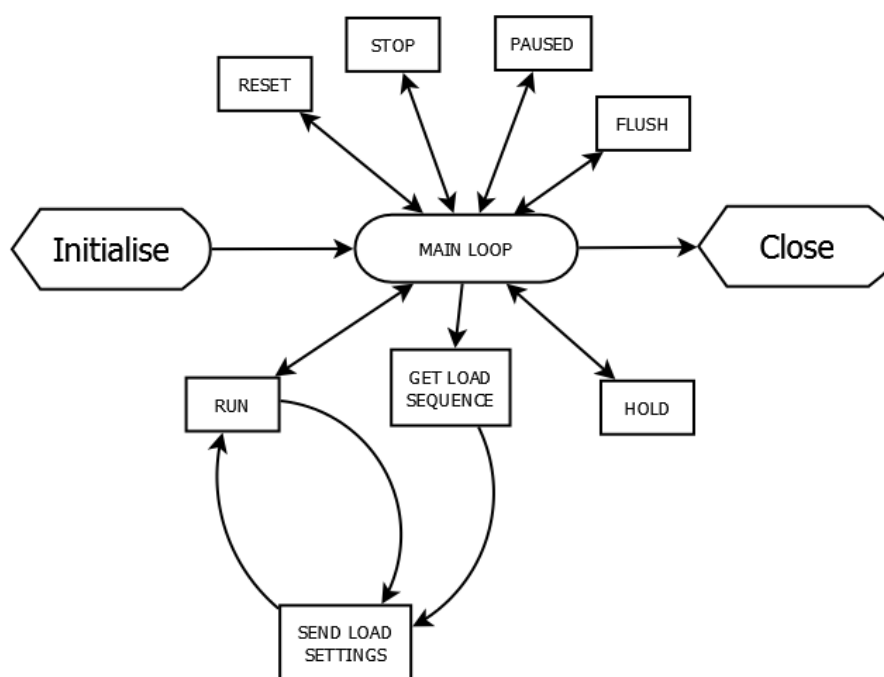 STOP
PAUSED
RESET
FLUSH
Initialise
MAIN LOOP
Close
RUN
GET LOAD
SEQUENCE
HOLD
SEND LOAD
SETTINGS